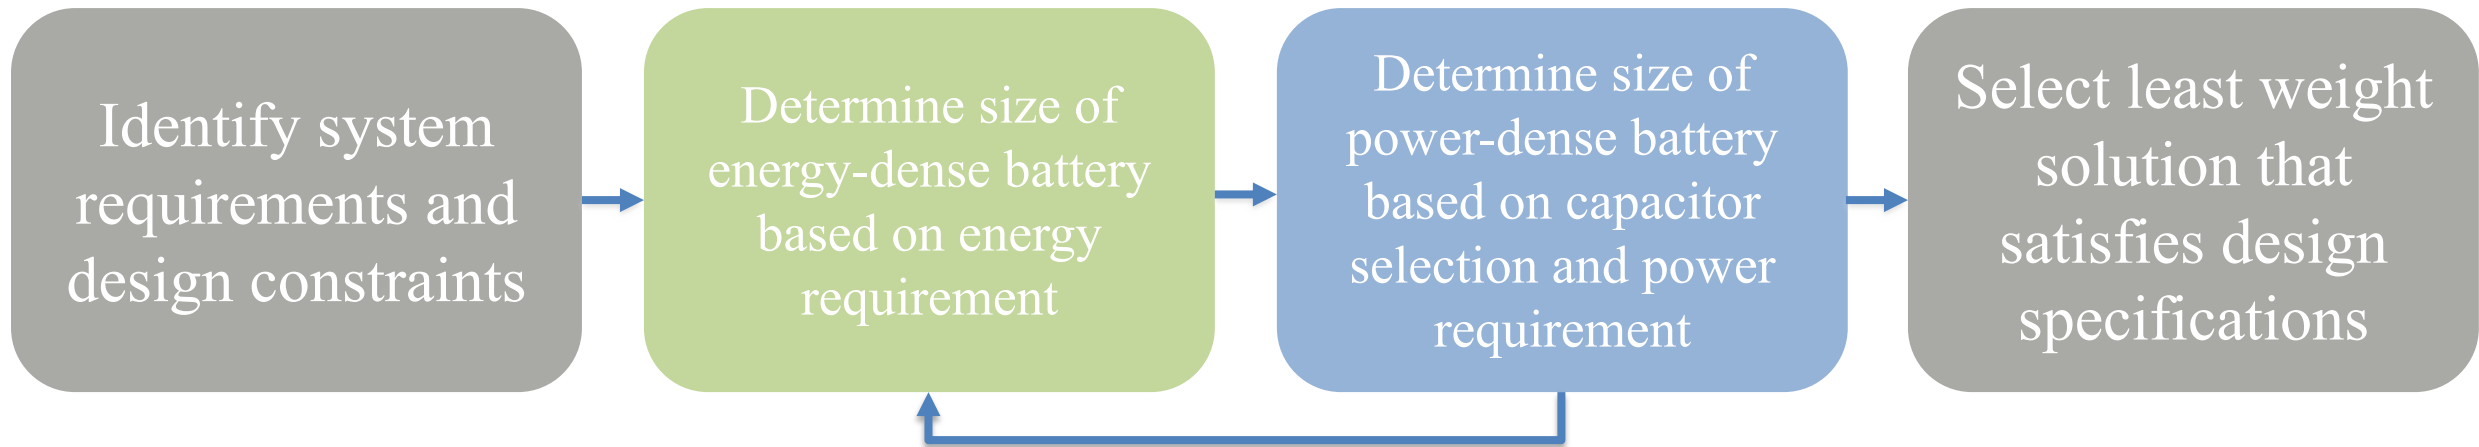 Identify system
requirements and
design constraints
Determine size of
energy-dense battery
based on energy
requirement
Determine size of
power-dense battery
based on capacitor
selection and power
requirement
Select least weight
solution that
satisfies design
specifications